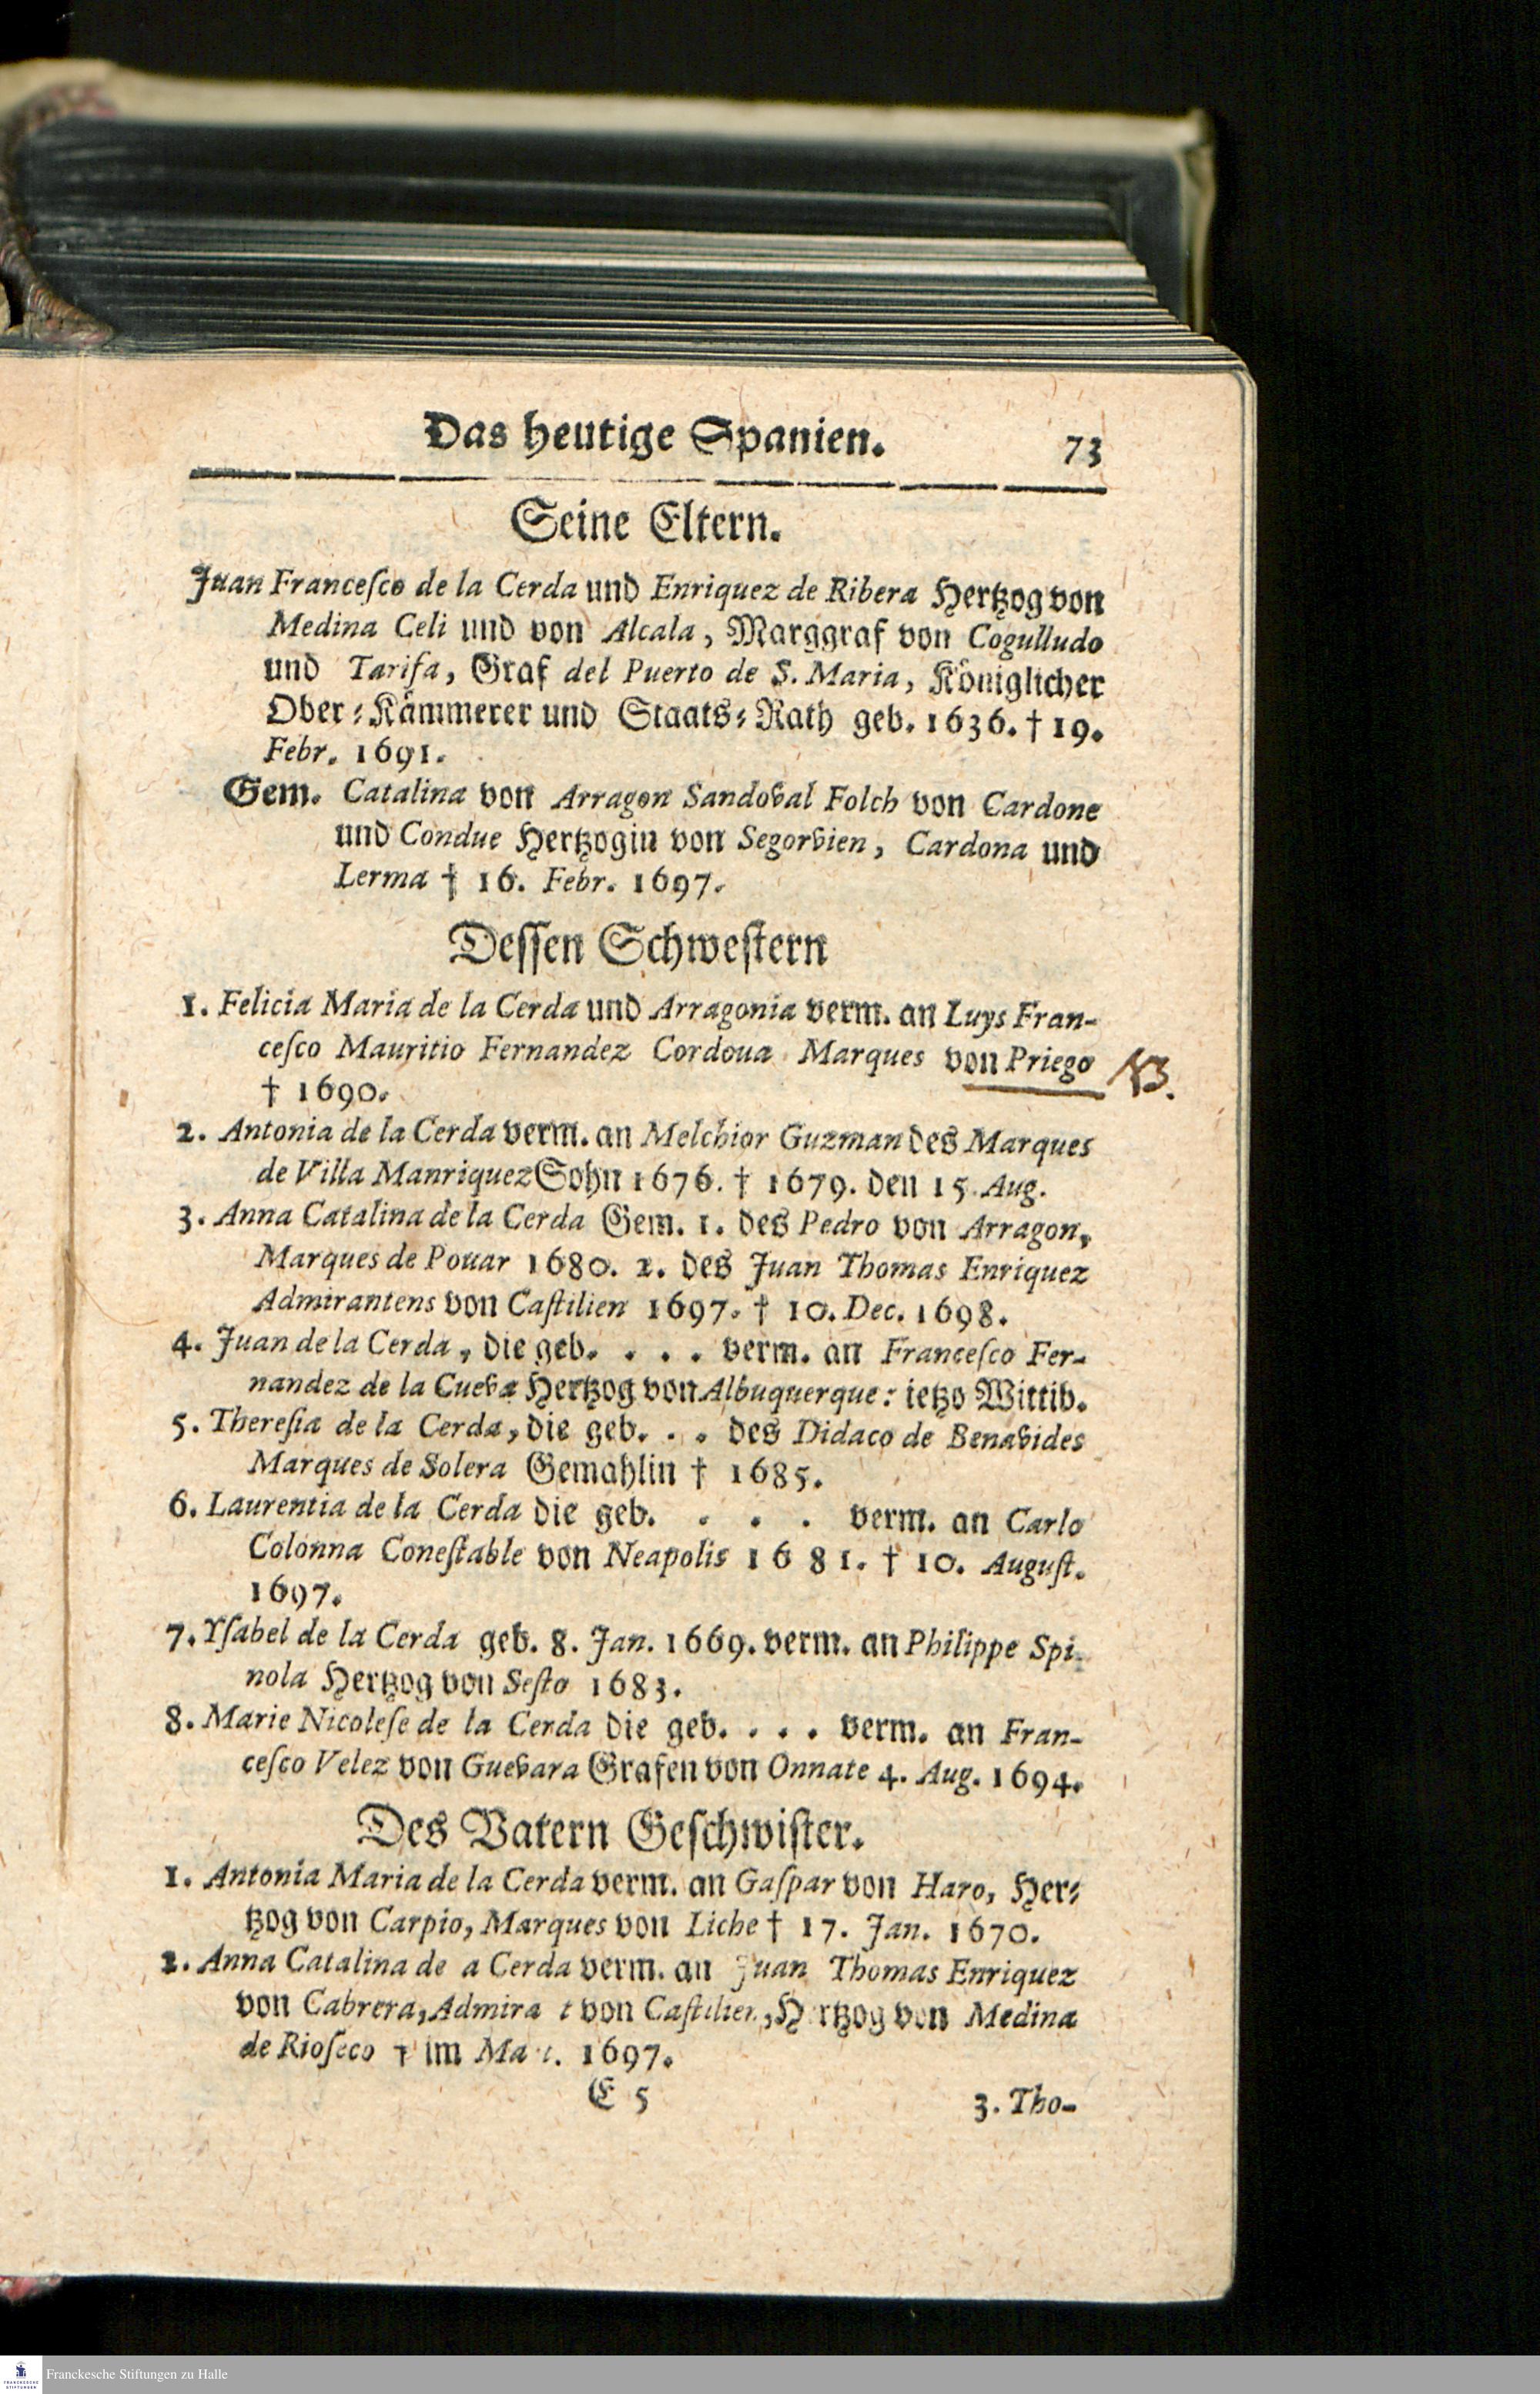 Das heutige Spanien. 73
Seine Eltern.
Juan Franceſco de la Cerda und Enriquez de Ribera Hertzog von
Medina Celi und von Alcala, Marggraf von Cogulludo
und Tarifa, Graf del Puerto de S. Maria, Königlicher
Ober-Kämmerer und Staats-Rath geb. 1636. † 19.
Febr. 1691.
Gem. Catalina von Arragon Sandoval Folch von Cardone
und Condue Hertzogin von Segorvien, Cardona und
Lerma † 16. Febr. 1697.
Deſſen Schweſtern
1. Felicia Maria de la Cerda und Arragonia verm. an Luys Fran-
ceſco Mauritio Fernandez Cordoua Marques von Priego NB.
† 1690.
2. Antonia de la Cerda verm. an Melchior Guzman des Marques
de Villa Manriquez Sohn 1676. † 1679. den 15. Aug.
3. Anna Catalina de la Cerda Gem. 1. des Pedro von Arragon,
Marques de Pouar 1680. 2. des Juan Thomas Enriquez
Admirantens von Caſtilien 1697. † 10. Dec. 1698.
4. Juan de la Cerda, die geb. . . . verm. an Franceſco Fer-
nandez de la Cueva Hertzog von Albuquerque: ietzo Wittib.
5. Thereſia de la Cerda, die geb. . . des Didaco de Benavides
Marques de Solera Gemahlin † 1685.
6. Laurentia de la Cerda die geb. . . . verm. an Carlo
Colonna Coneſtable von Neapolis 1681. † 10. Auguſt.
1697.
7. Yſabel de la Cerda geb. 8. Jan. 1669. verm. an Philippe Spi-
nola Hertzog von Seſto 1683.
8. Marie Nicoleſe de la Cerda die geb. . . . verm. an Fran-
ceſco Velez von Guevara Grafen von Onnate 4. Aug. 1694.
Des Vatern Geſchwiſter.
1. Antonia Maria de la Cerda verm. an Gaſpar von Haro, Her-
tzog von Carpio, Marques von Liche † 17. Jan. 1670.
2. Anna Catalina de a Cerda verm. an Juan Thomas Enriquez
von Cabrera, Admira t von Caſtilien, H rtzog von Medina
de Rioſeco † im 1697.
E 5 3. Tho-
Franckesche Stiftungen zu Halle